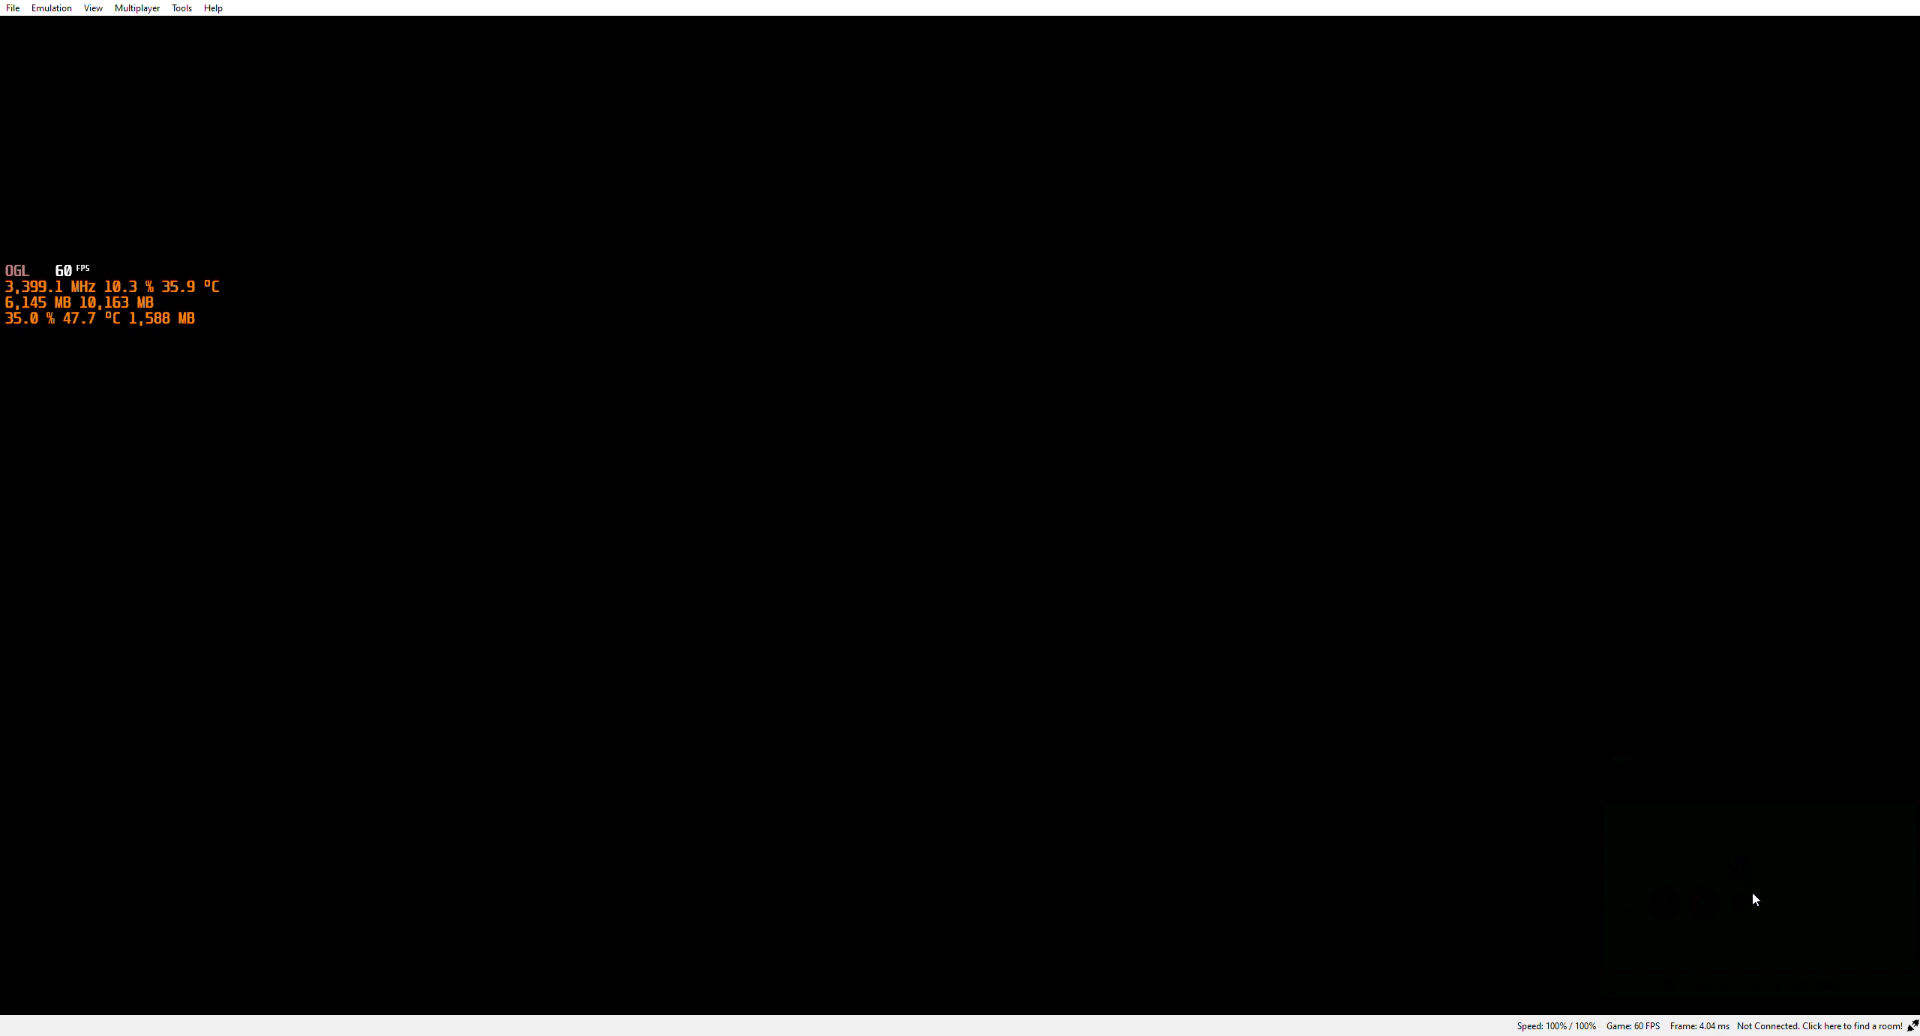 File Emulation View Multiplayer Tools Help
OGL 60 FPS
3,399.1 MHz 10.3 % 35.9 °C
6,145 MB 10,163 MB
35.0 % 47.7 °C 1,588 MB
Speed: 100% / 100% Game: 60 FPS Frame: 4.04 ms Not Connected. Click here to find a room!